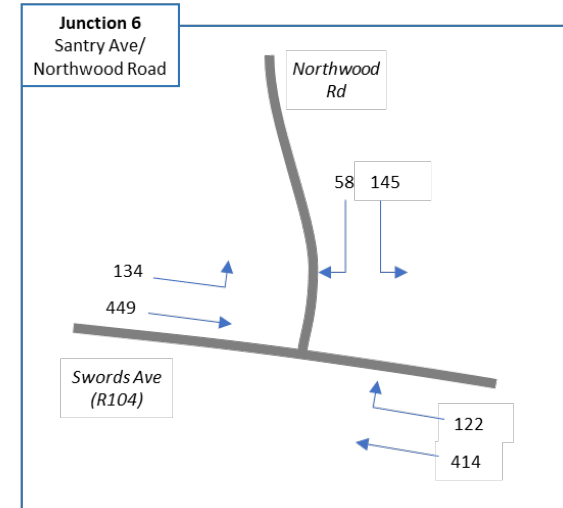 Junction 6
Santry Ave/
Northwood Road
Northwood
Rd
58 145
134
449
Swords Ave
(R104)
122
414